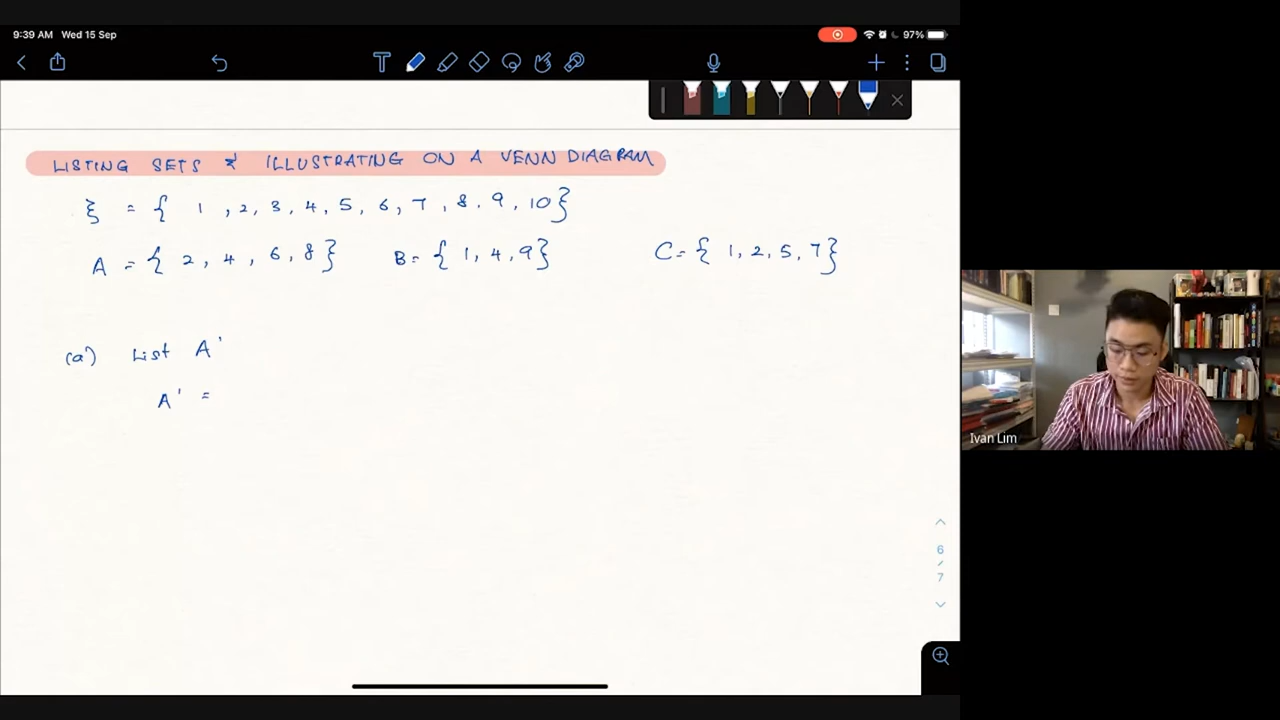 9:39 AM Wed 15 Sep
97%
LISTING SETS & ILLUSTRATING ON A VENN DIAGRAM
ξ = { 1 , 2, 3, 4, 5, 6, 7, 8, 9, 10}
A = { 2, 4, 6, 8 } B = { 1, 4, 9} C = { 1, 2, 5, 7}
(a) List A'
A' =
Ivan Lim
6
/
7